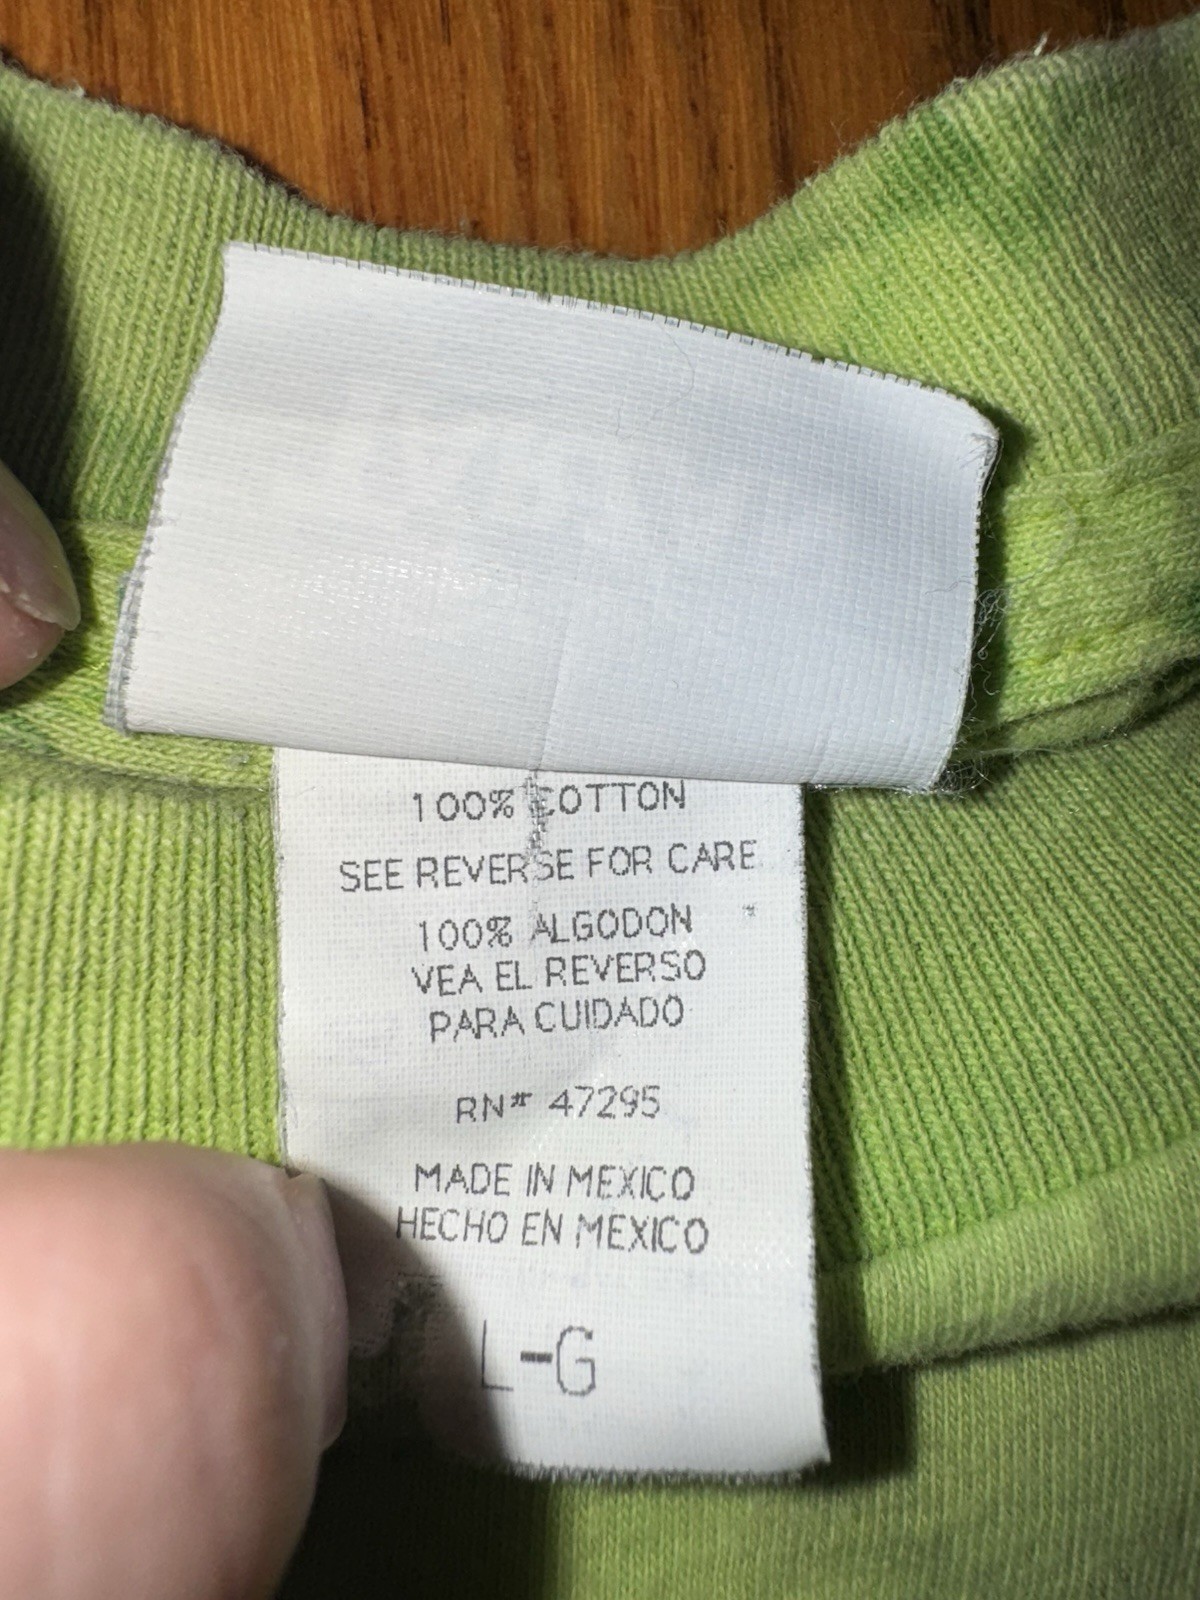 100% COTTON
SEE REVERSE FOR CARE
100% ALGODON
VEA EL REVERSO
PARA CUIDADO
RN# 47295
MADE IN MEXICO
HECHO EN MEXICO
L-G